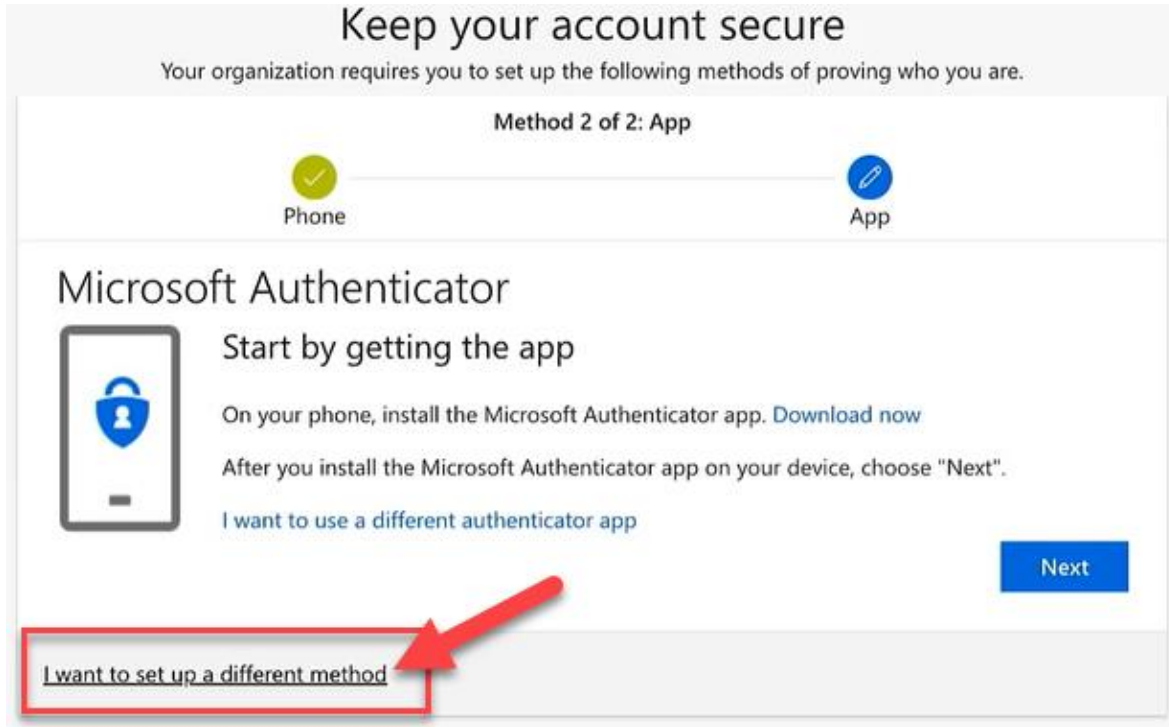 Keep your account secure
Your organization requires you to set up the following methods of proving who you are.
Method 2 of 2: App
Phone
App
Microsoft Authenticator
Start by getting the app
On your phone, install the Microsoft Authenticator app. Download now
After you install the Microsoft Authenticator app on your device, choose "Next".
I want to use a different authenticator app
Next
I want to set up a different method